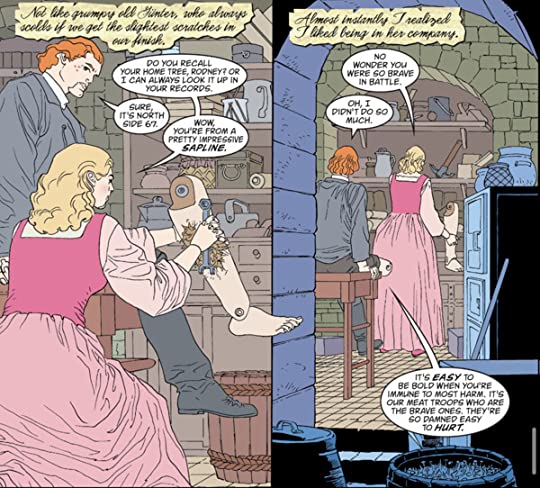 Not like grumpy old Günter, who always
scolds if we get the slightest scratches in
our finish.
DO YOU RECALL
YOUR HOME TREE, RODNEY? OR
I CAN ALWAYS LOOK IT UP IN
YOUR RECORDS.
SURE,
IT'S NORTH
SIDE 67.
WOW,
YOU'RE FROM A
PRETTY IMPRESSIVE
SAPLINE.
Almost instantly I realized
I liked being in her company.
NO
WONDER YOU
WERE SO BRAVE
IN BATTLE.
OH, I
DIDN'T DO SO
MUCH.
IT'S EASY TO
BE BOLD WHEN YOU'RE
IMMUNE TO MOST HARM. IT'S
OUR MEAT TROOPS WHO ARE
THE BRAVE ONES. THEY'RE
SO DAMNED EASY
TO HURT.